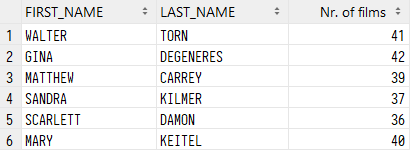 FIRST_NAME LAST_NAME Nr. of films
1 WALTER TORN 41
2 GINA DEGENERES 42
3 MATTHEW CARREY 39
4 SANDRA KILMER 37
5 SCARLETT DAMON 36
6 MARY KEITEL 40